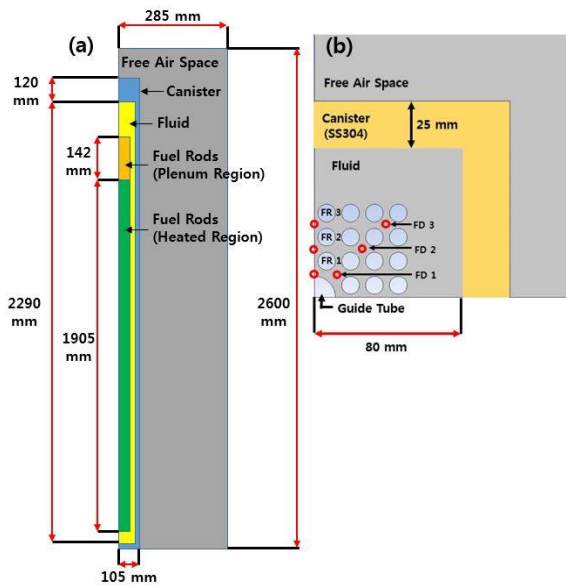 285 mm
(a)
Free Air Space
120
mm
Canister
Fluid
142
mm
Fuel Rods
(Plenum Region)
Fuel Rods
(Heated Region)
2290
mm
1905
mm
2600
mm
105 mm
(b)
Free Air Space
Canister
(SS304)
25 mm
Fluid
FR 3
FD 3
FR 2
FD 2
FR 1
FD 1
Guide Tube
80 mm